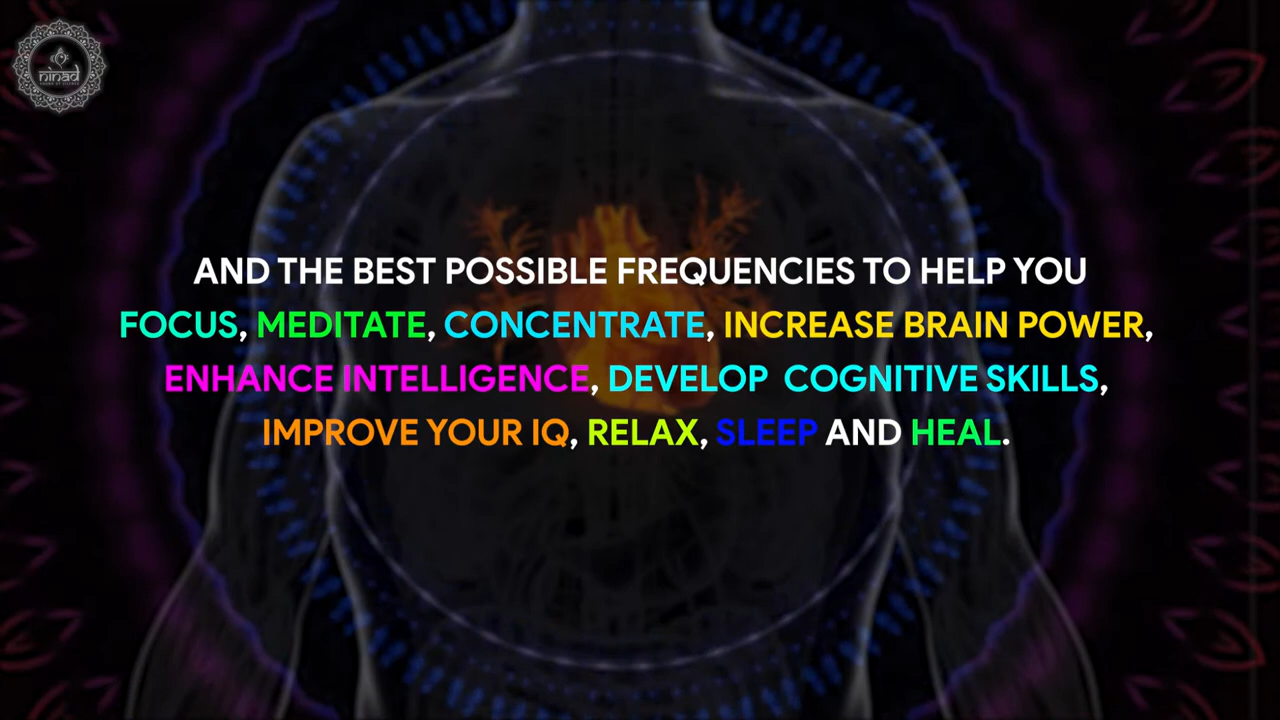 ninad
AND THE BEST POSSIBLE FREQUENCIES TO HELP YOU
FOCUS, MEDITATE, CONCENTRATE, INCREASE BRAIN POWER,
ENHANCE INTELLIGENCE, DEVELOP COGNITIVE SKILLS,
IMPROVE YOUR IQ, RELAX, SLEEP AND HEAL.